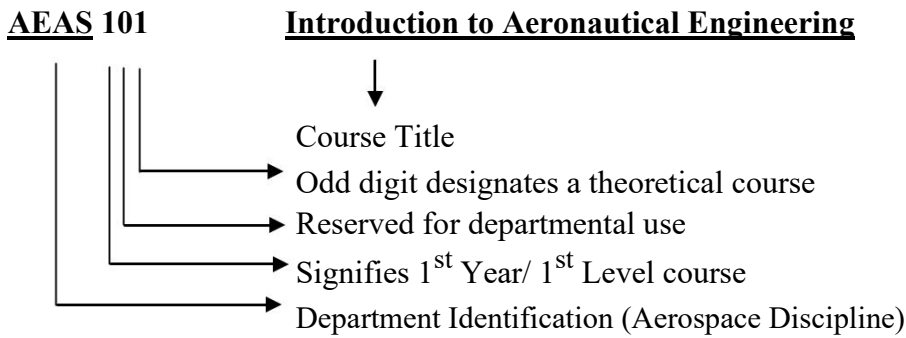 AEAS 101 Introduction to Aeronautical Engineering
Course Title
Odd digit designates a theoretical course
Reserved for departmental use
Signifies 1st Year/ 1st Level course
Department Identification (Aerospace Discipline)